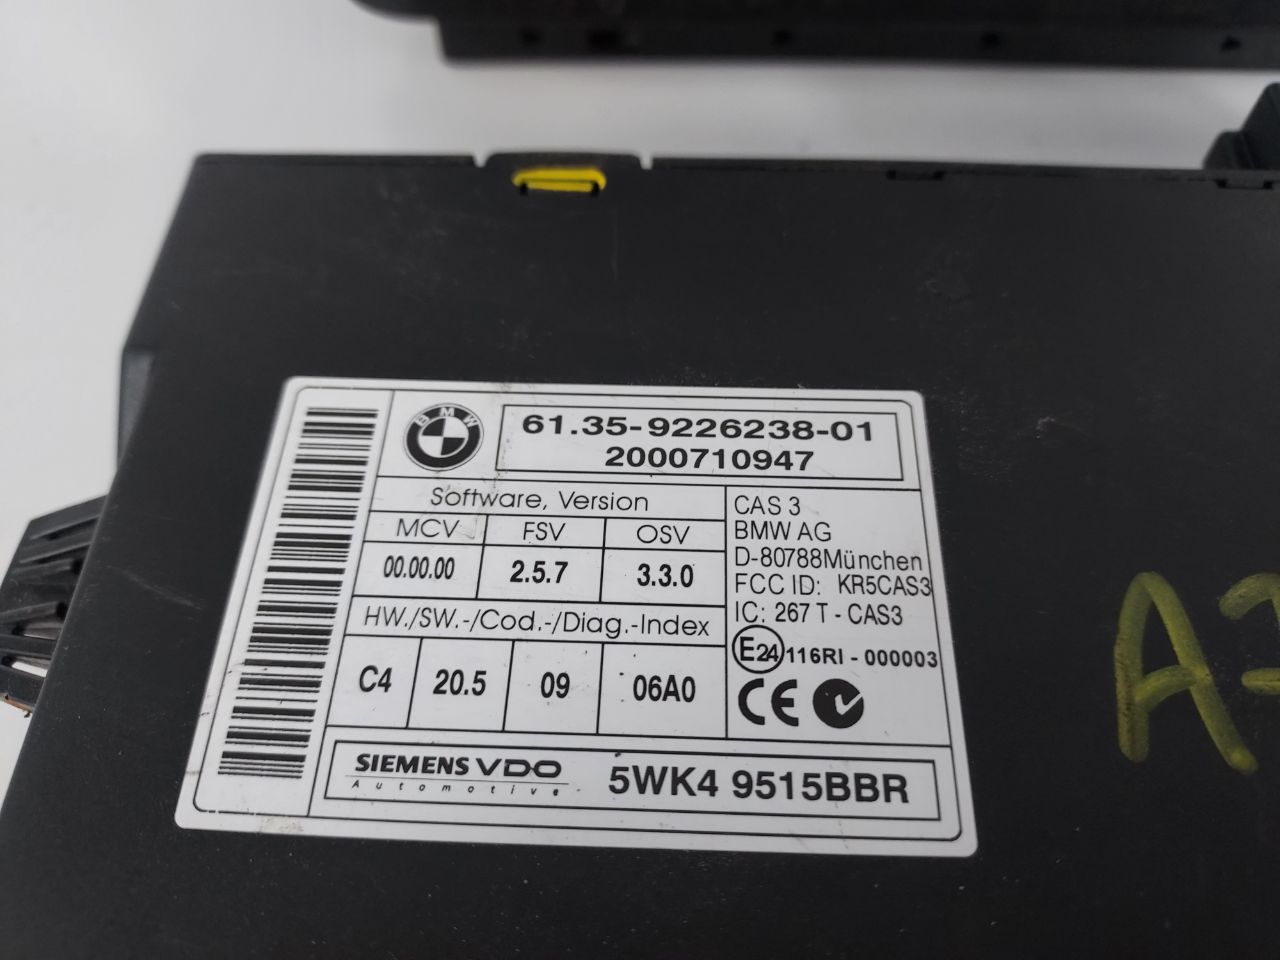 BMW
61.35-9226238-01
2000710947
Software, Version
MCV FSV OSV
00.00.00 2.5.7 3.3.0
HW./SW.-/Cod.-/Diag.-Index
C4 20.5 09 06A0
CAS 3
BMW AG
D-80788München
FCC ID: KR5CAS3
IC: 267 T - CAS3
E24 116RI - 000003
CE
SIEMENS VDO
Automotive
5WK4 9515BBR